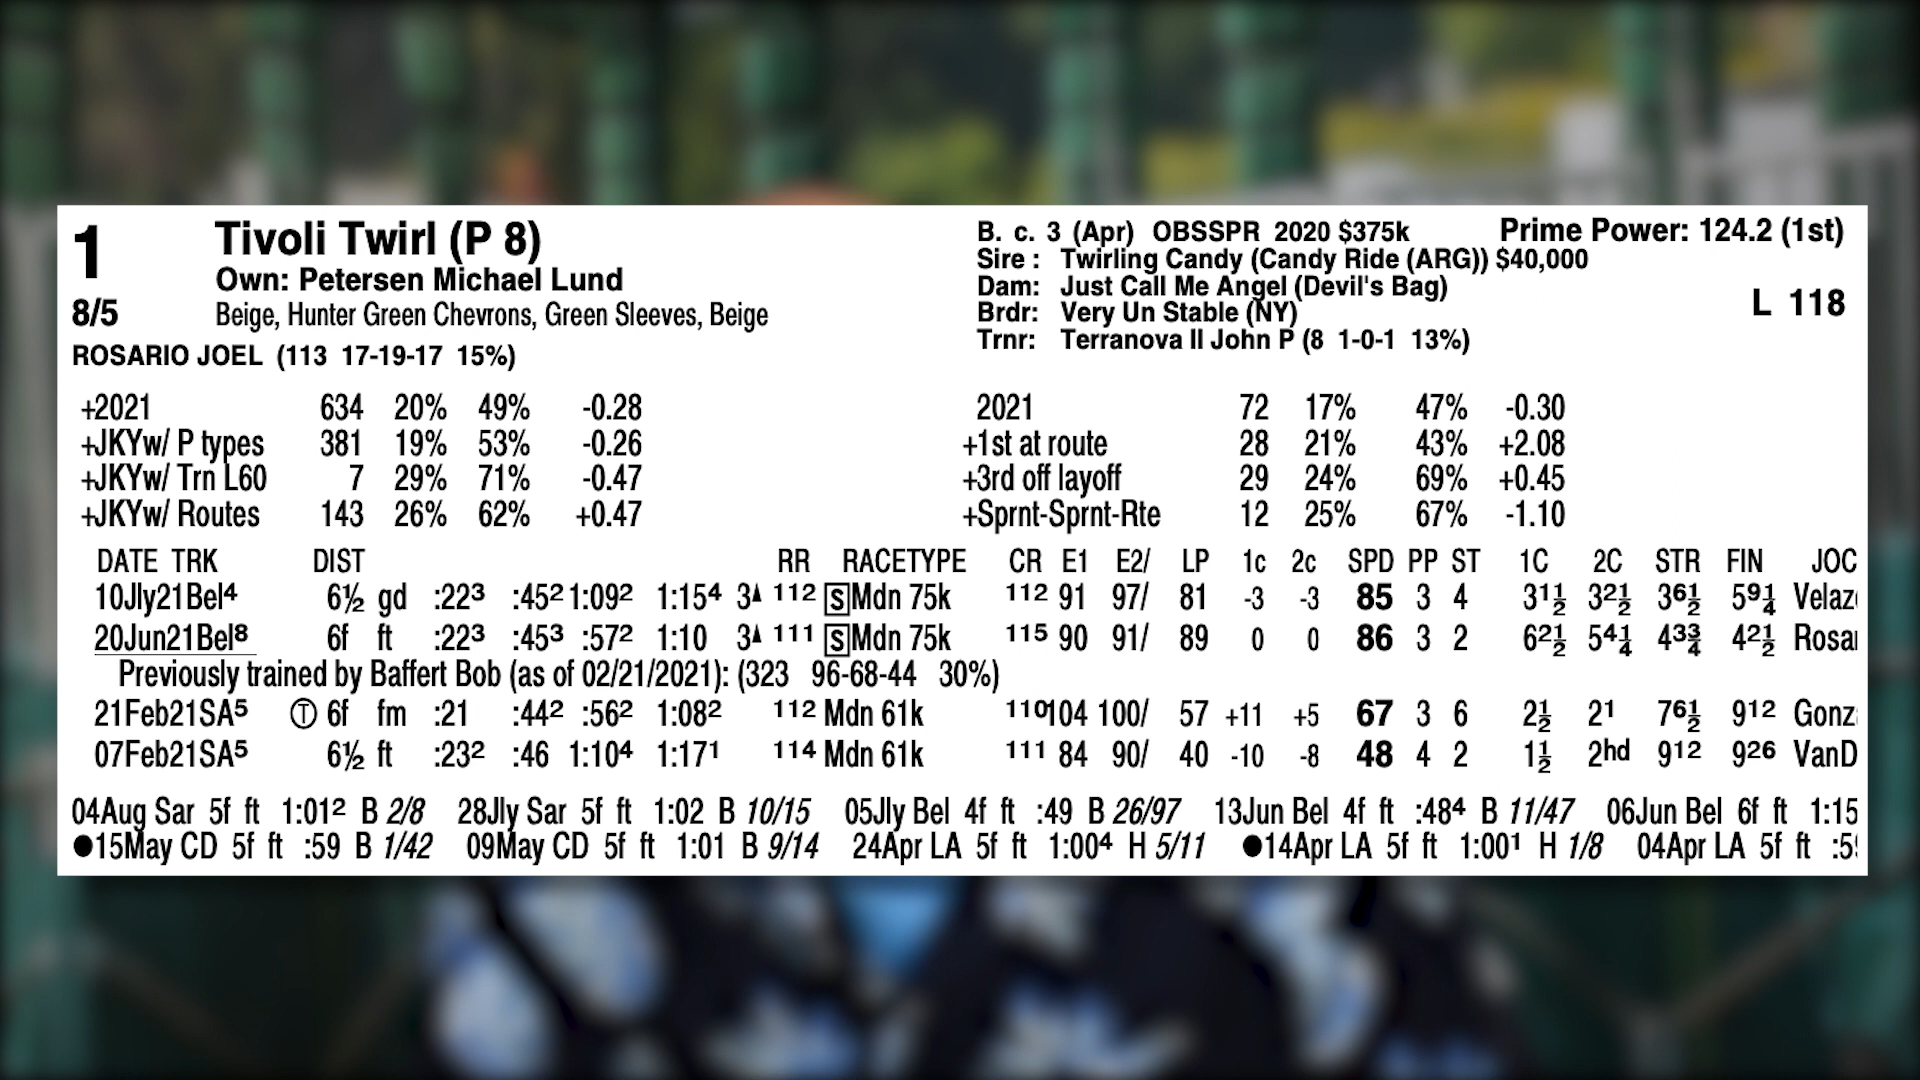 1 Tivoli Twirl (P 8) B. c. 3 (Apr) OBSSPR 2020 $375k Prime Power: 124.2 (1st)
Own: Petersen Michael Lund Sire : Twirling Candy (Candy Ride (ARG)) $40,000
8/5 Beige, Hunter Green Chevrons, Green Sleeves, Beige Dam: Just Call Me Angel (Devil's Bag) L 118
Brdr: Very Un Stable (NY)
ROSARIO JOEL (113 17-19-17 15%) Trnr: Terranova II John P (8 1-0-1 13%)
+2021 634 20% 49% -0.28 2021 72 17% 47% -0.30
+JKYw/ P types 381 19% 53% -0.26 +1st at route 28 21% 43% +2.08
+JKYw/ Trn L60 7 29% 71% -0.47 +3rd off layoff 29 24% 69% +0.45
+JKYw/ Routes 143 26% 62% +0.47 +Sprnt-Sprnt-Rte 12 25% 67% -1.10
DATE TRK DIST RR RACETYPE CR E1 E2/ LP 1c 2c SPD PP ST 1C 2C STR FIN JOC
10Jly21Bel⁴ 6½ gd :22³ :45² 1:09² 1:15⁴ 3▲ 112 S Mdn 75k 112 91 97/ 81 -3 -3 85 3 4 3 1½ 3 2½ 3 6½ 5 9¼ Velaz
20Jun21Bel⁸ 6f ft :22³ :45³ :57² 1:10 3▲ 111 S Mdn 75k 115 90 91/ 89 0 0 86 3 2 6 2½ 5 4¼ 4 3¾ 4 2½ Rosar
Previously trained by Baffert Bob (as of 02/21/2021): (323 96-68-44 30%)
21Feb21SA⁵ Ⓣ 6f fm :21 :44² :56² 1:08² 112 Mdn 61k 110 104 100/ 57 +11 +5 67 3 6 2½ 2¹ 7 6½ 9¹² Gonz
07Feb21SA⁵ 6½ ft :23² :46 1:10⁴ 1:17¹ 114 Mdn 61k 111 84 90/ 40 -10 -8 48 4 2 1½ 2hd 9¹² 9²⁶ VanD
04Aug Sar 5f ft 1:01² B 2/8 28Jly Sar 5f ft 1:02 B 10/15 05Jly Bel 4f ft :49 B 26/97 13Jun Bel 4f ft :48⁴ B 11/47 06Jun Bel 6f ft 1:15
●15May CD 5f ft :59 B 1/42 09May CD 5f ft 1:01 B 9/14 24Apr LA 5f ft 1:00⁴ H 5/11 ●14Apr LA 5f ft 1:00¹ H 1/8 04Apr LA 5f ft :59